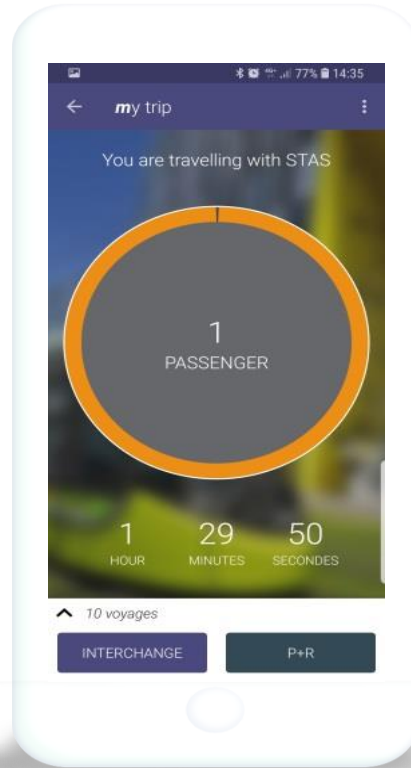 77% 14:35
my trip
You are travelling with STAS
1
PASSENGER
1 29 50
HOUR MINUTES SECONDES
10 voyages
INTERCHANGE P+R